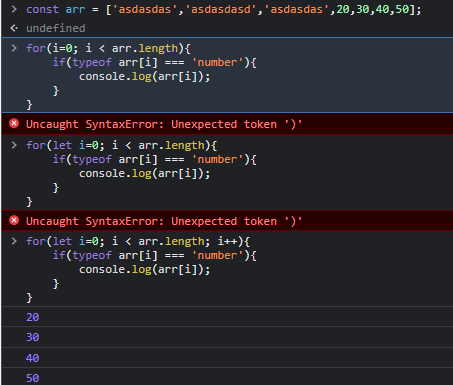 const arr = ['asdasdas','asdasdasd','asdasdas',20,30,40,50];
undefined
for(i=0; i < arr.length){
if(typeof arr[i] === 'number'){
console.log(arr[i]);
}
}
Uncaught SyntaxError: Unexpected token ')'
for(let i=0; i < arr.length){
if(typeof arr[i] === 'number'){
console.log(arr[i]);
}
}
Uncaught SyntaxError: Unexpected token ')'
for(let i=0; i < arr.length; i++){
if(typeof arr[i] === 'number'){
console.log(arr[i]);
}
}
20
30
40
50